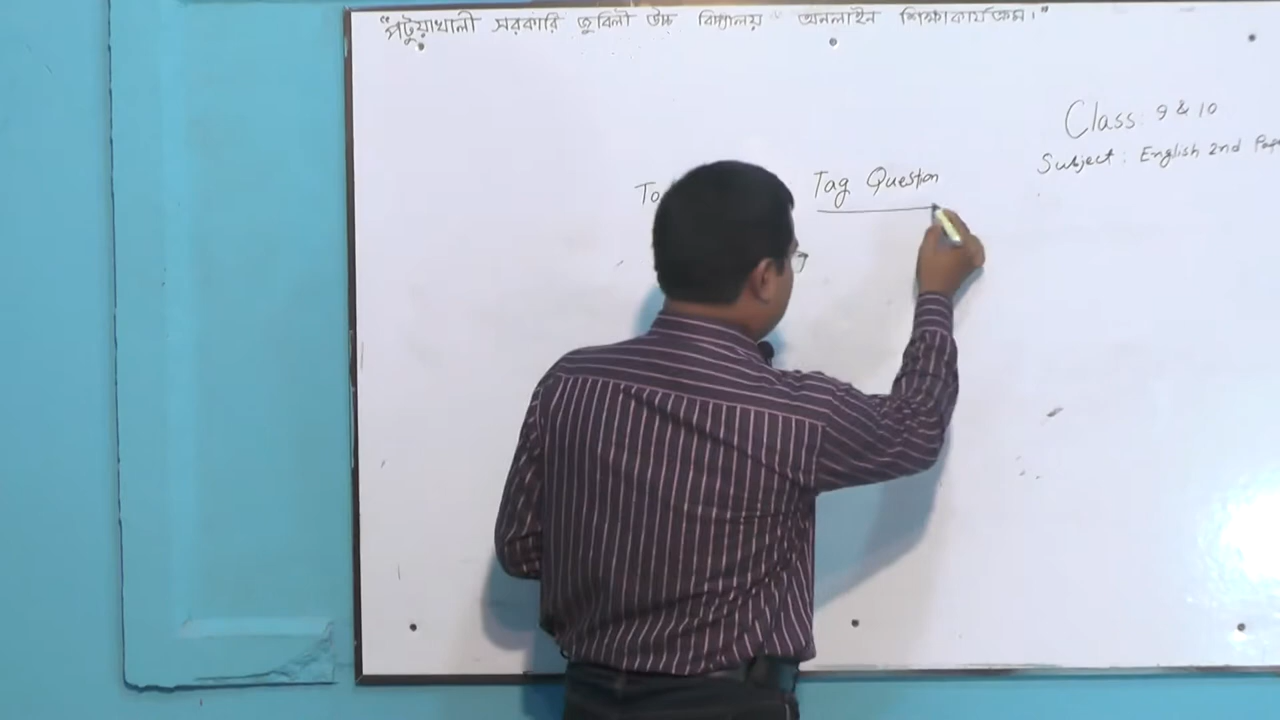 "পটুয়াখালী সরকারি জুবিলী উচ্চ বিদ্যালয় অনলাইন শিক্ষাকার্যক্রম।"
Class: 9 & 10
Subject: English 2nd Pap
To Tag Question